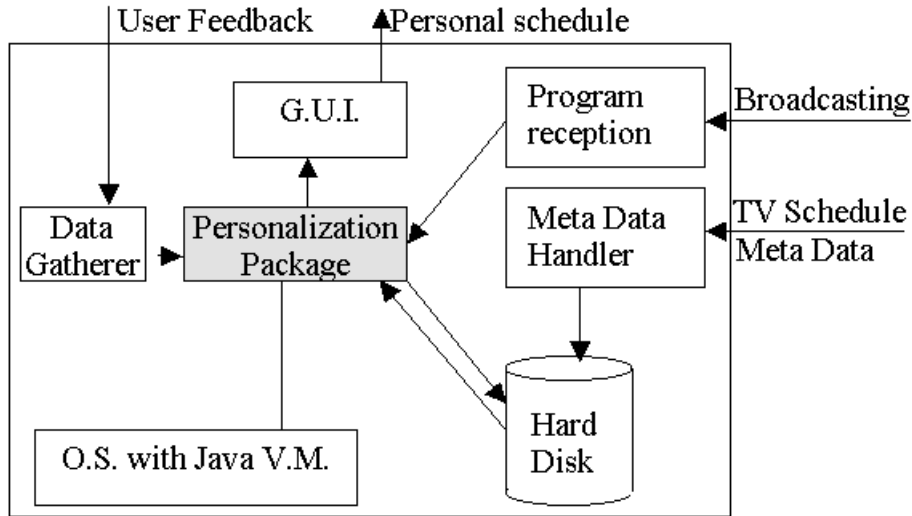 User Feedback
Personal schedule
G.U.I.
Program
reception
Broadcasting
Data
Gatherer
Personalization
Package
Meta Data
Handler
TV Schedule
Meta Data
O.S. with Java V.M.
Hard
Disk